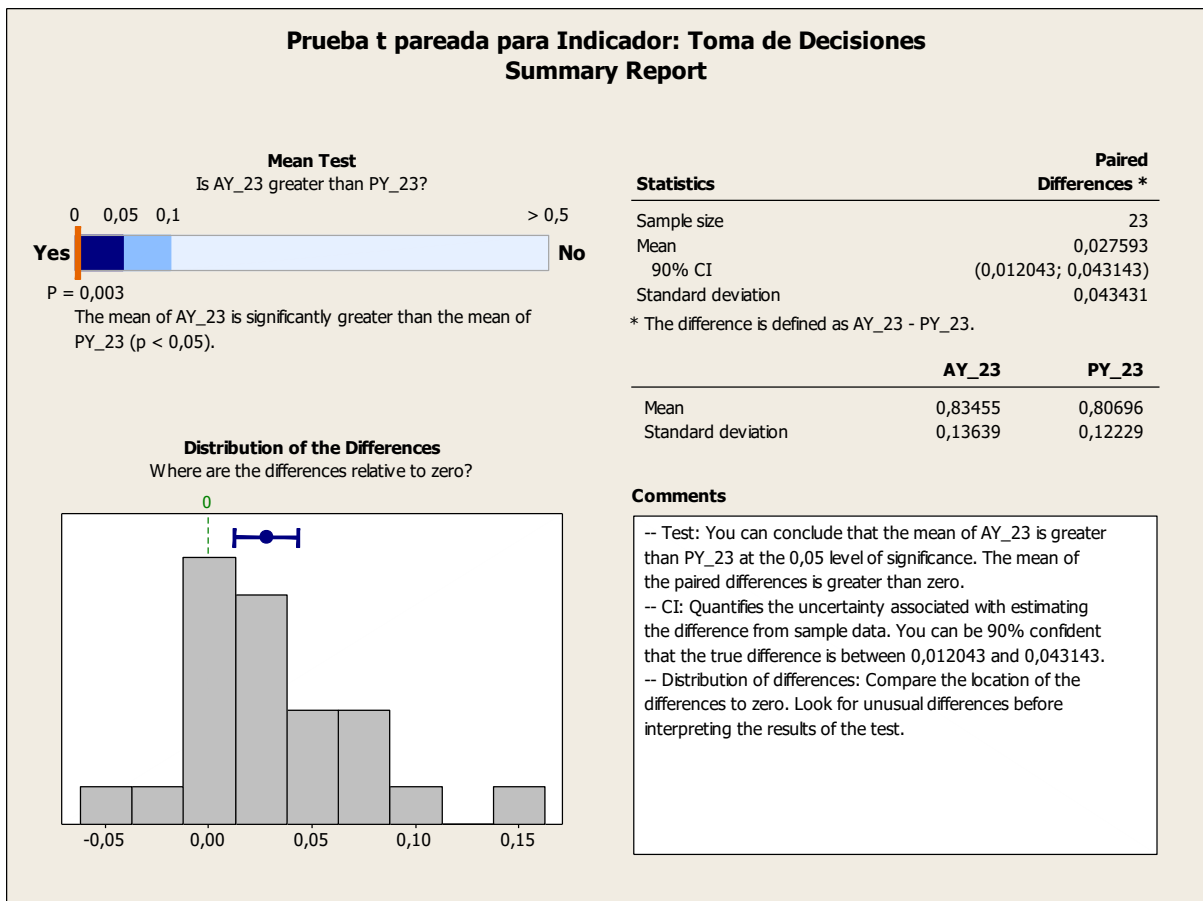 Prueba t pareada para Indicador: Toma de Decisiones
Summary Report
Mean Test
Is AY_23 greater than PY_23?
0 0,05 0,1 > 0,5
Yes No
P = 0,003
The mean of AY_23 is significantly greater than the mean of
PY_23 (p < 0,05).
Distribution of the Differences
Where are the differences relative to zero?
0
-0,05 0,00 0,05 0,10 0,15
Paired
Statistics Differences *
Sample size 23
Mean 0,027593
90% CI (0,012043; 0,043143)
Standard deviation 0,043431
* The difference is defined as AY_23 - PY_23.
AY_23 PY_23
Mean 0,83455 0,80696
Standard deviation 0,13639 0,12229
Comments
-- Test: You can conclude that the mean of AY_23 is greater
than PY_23 at the 0,05 level of significance. The mean of
the paired differences is greater than zero.
-- CI: Quantifies the uncertainty associated with estimating
the difference from sample data. You can be 90% confident
that the true difference is between 0,012043 and 0,043143.
-- Distribution of differences: Compare the location of the
differences to zero. Look for unusual differences before
interpreting the results of the test.